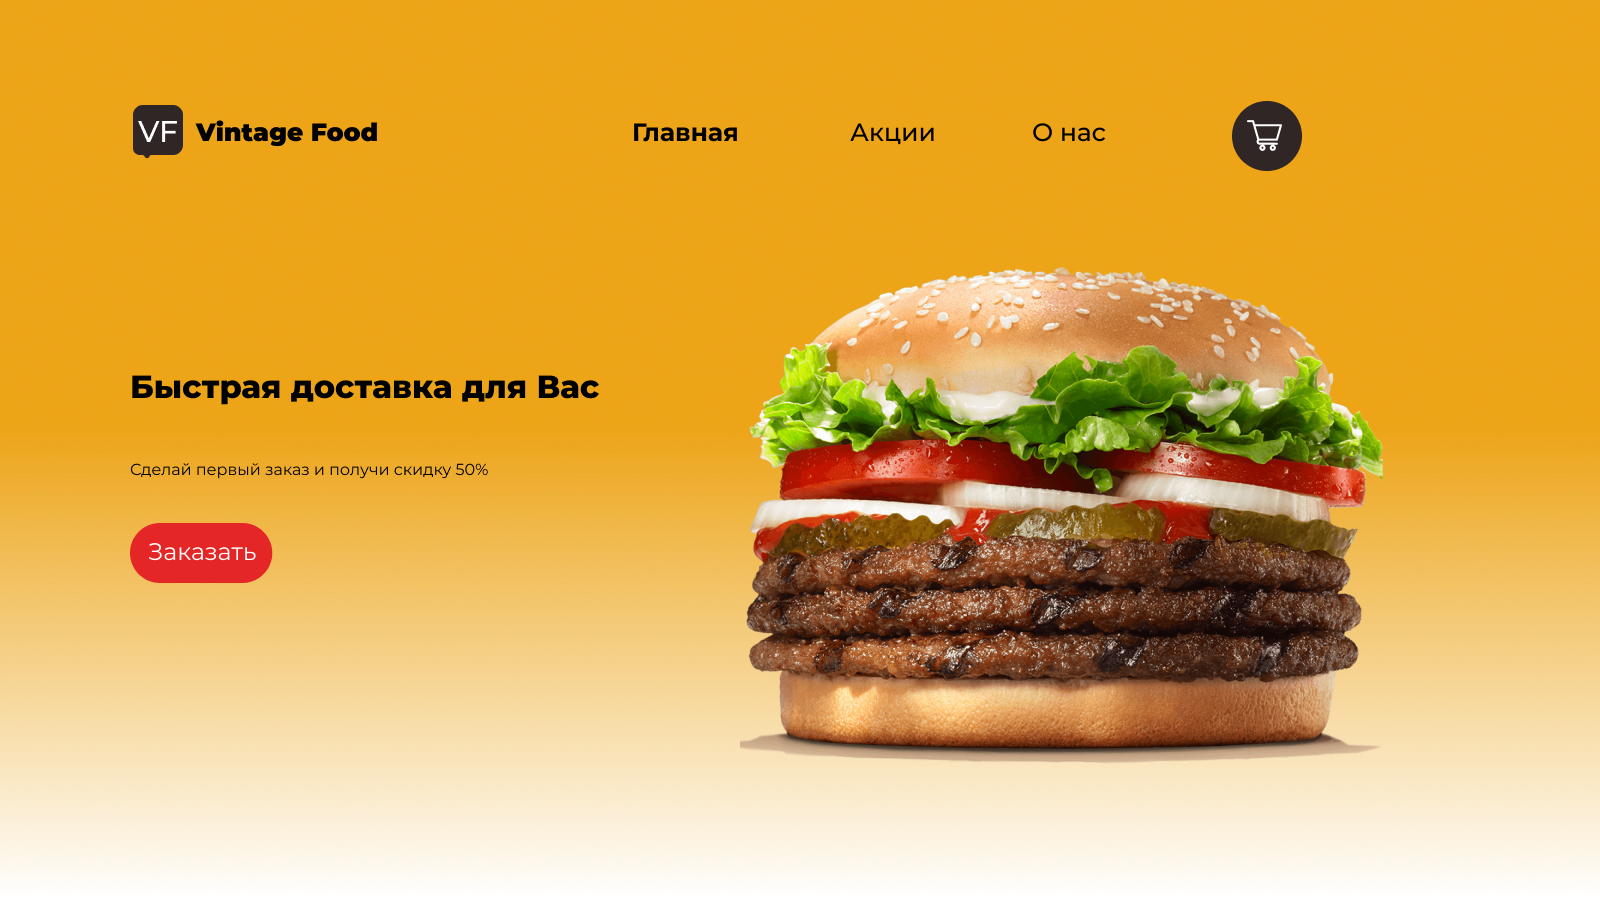 VF Vintage Food
Главная
Акции
О нас
Быстрая доставка для Вас
Сделай первый заказ и получи скидку 50%
Заказать